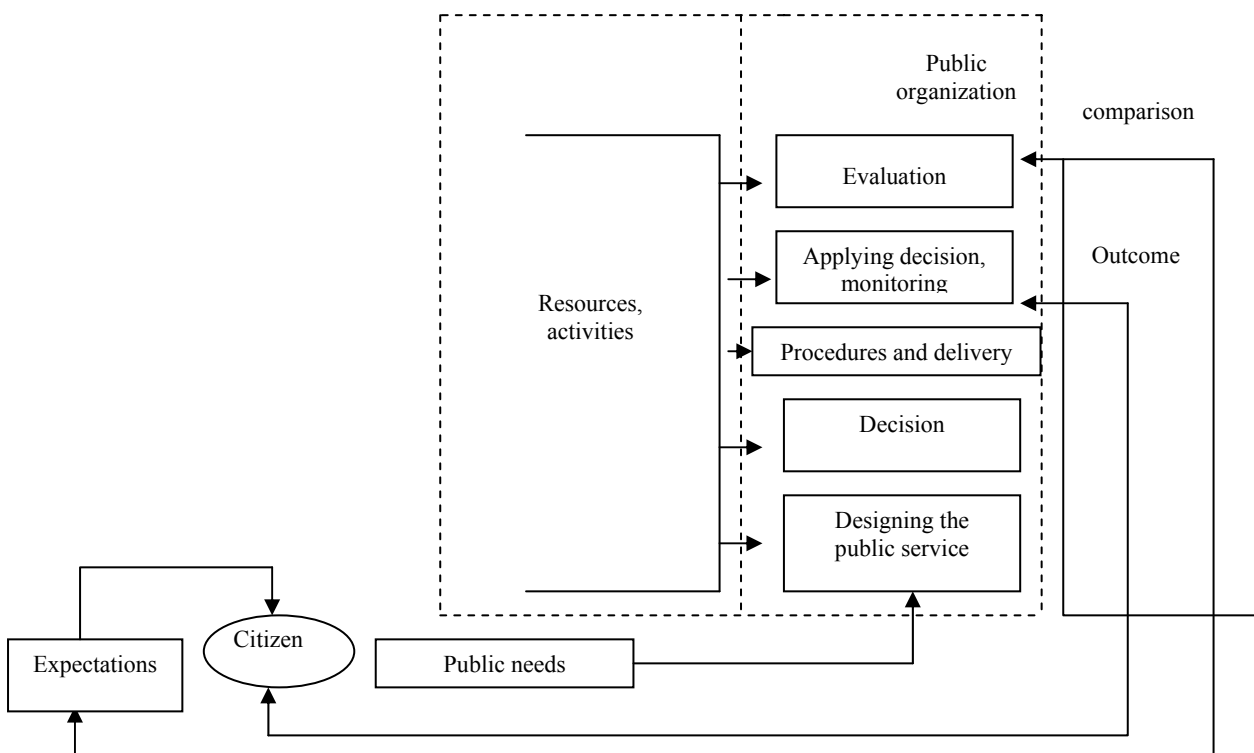 Public
organization
comparison
Evaluation
Applying decision,
monitoring
Outcome
Resources,
activities
Procedures and delivery
Decision
Designing the
public service
Citizen
Expectations
Public needs